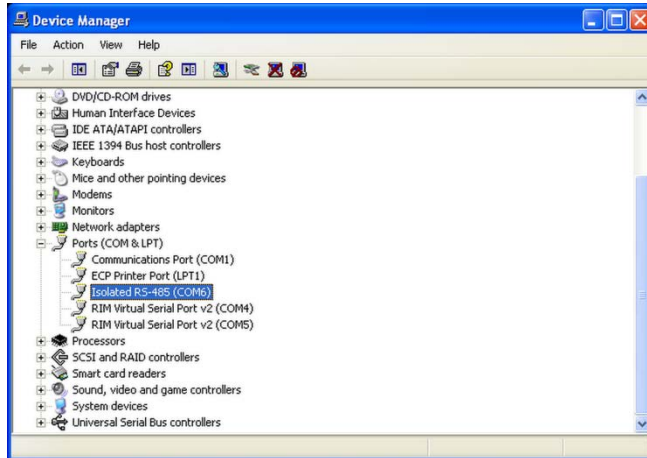 Device Manager
File Action View Help
DVD/CD-ROM drives
Human Interface Devices
IDE ATA/ATAPI controllers
IEEE 1394 Bus host controllers
Keyboards
Mice and other pointing devices
Modems
Monitors
Network adapters
Ports (COM & LPT)
Communications Port (COM1)
ECP Printer Port (LPT1)
Isolated RS-485 (COM6)
RIM Virtual Serial Port v2 (COM4)
RIM Virtual Serial Port v2 (COM5)
Processors
SCSI and RAID controllers
Smart card readers
Sound, video and game controllers
System devices
Universal Serial Bus controllers